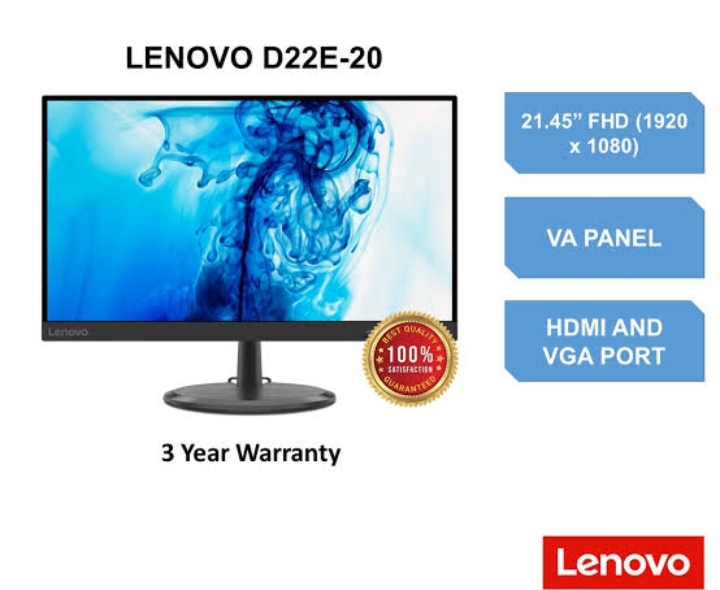 LENOVO D22E-20
21.45” FHD (1920
x 1080)
VA PANEL
HDMI AND
VGA PORT
Lenovo
BEST QUALITY
100%
SATISFACTION
GUARANTEED
3 Year Warranty
Lenovo